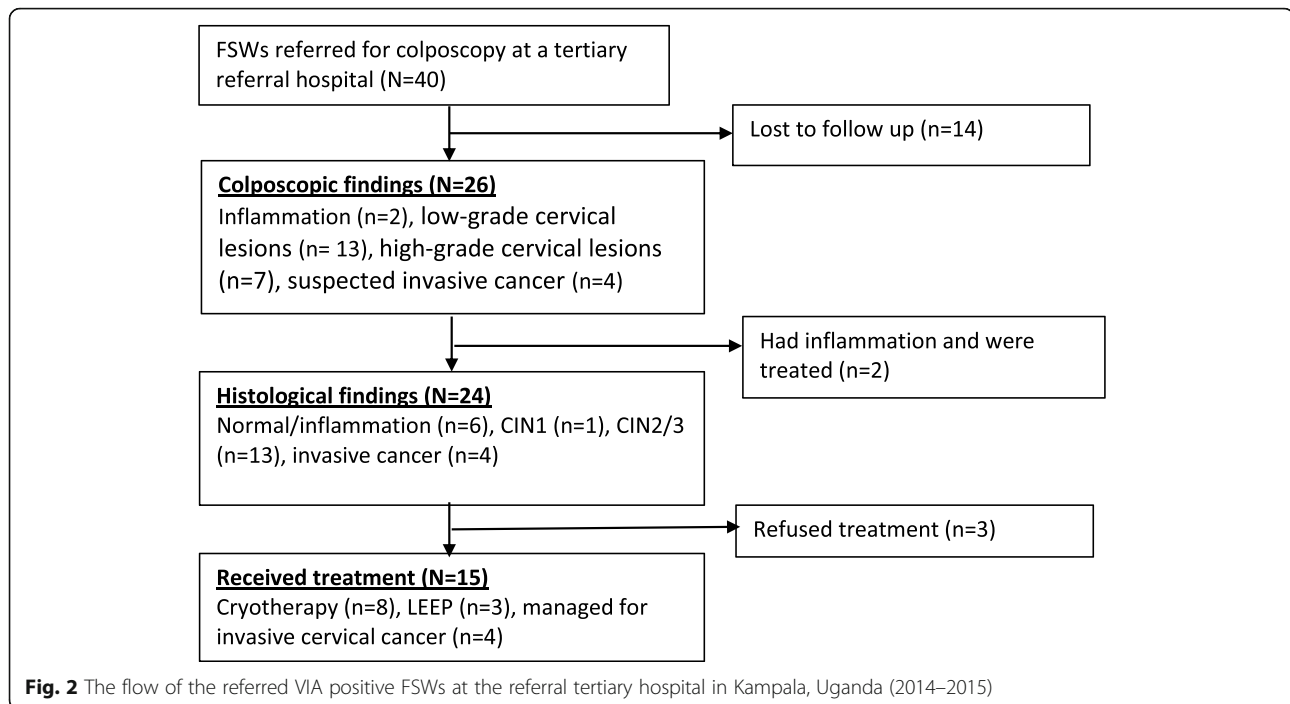 FSWs referred for colposcopy at a tertiary
referral hospital (N=40)
Lost to follow up (n=14)
Colposcopic findings (N=26)
Inflammation (n=2), low-grade cervical
lesions (n= 13), high-grade cervical lesions
(n=7), suspected invasive cancer (n=4)
Had inflammation and were
treated (n=2)
Histological findings (N=24)
Normal/inflammation (n=6), CIN1 (n=1), CIN2/3
(n=13), invasive cancer (n=4)
Refused treatment (n=3)
Received treatment (N=15)
Cryotherapy (n=8), LEEP (n=3), managed for
invasive cervical cancer (n=4)
Fig. 2 The flow of the referred VIA positive FSWs at the referral tertiary hospital in Kampala, Uganda (2014–2015)